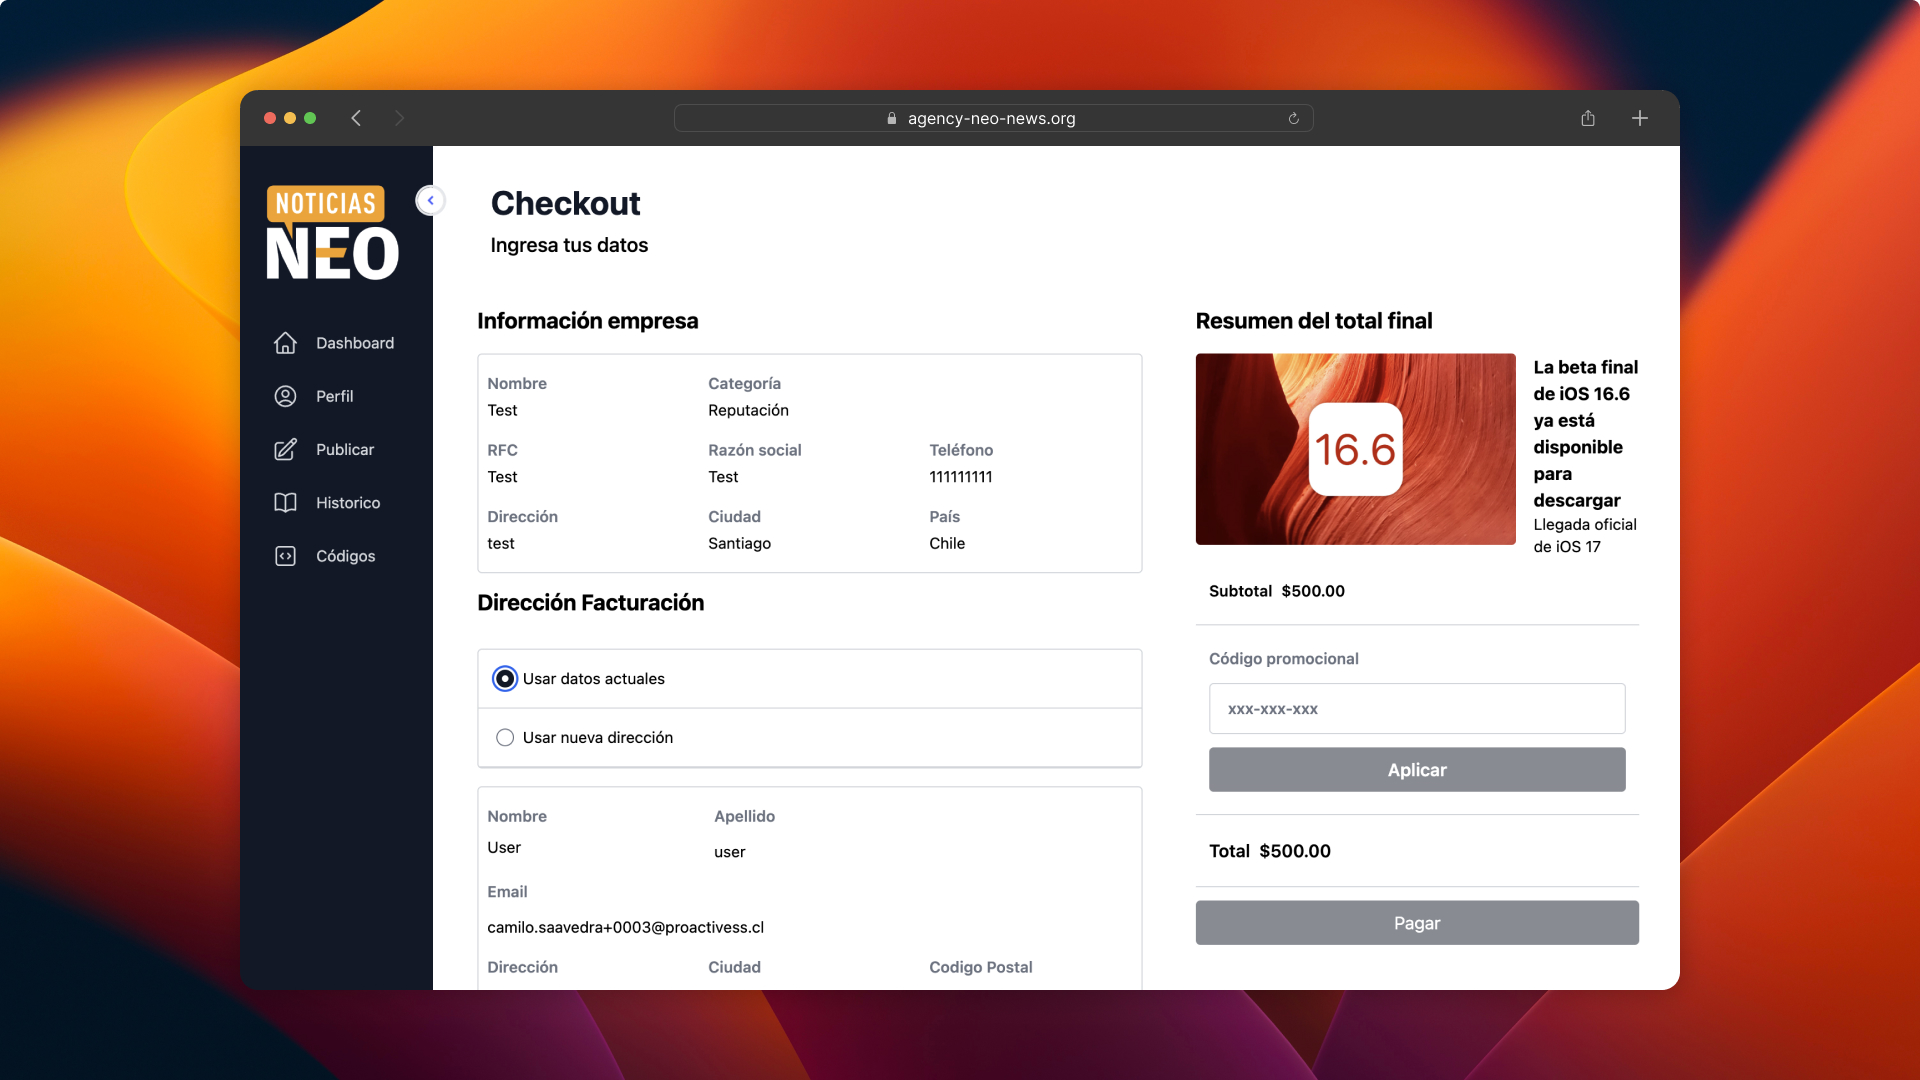 agency-neo-news.org
NOTICIAS
NEO
Dashboard
Perfil
Publicar
Historico
Códigos
Checkout
Ingresa tus datos
Información empresa
Nombre Categoría
Test Reputación
RFC Razón social Teléfono
Test Test 111111111
Dirección Ciudad País
test Santiago Chile
Dirección Facturación
Usar datos actuales
Usar nueva dirección
Nombre Apellido
User user
Email
camilo.saavedra+0003@proactivess.cl
Dirección Ciudad Codigo Postal
Resumen del total final
16.6
La beta final
de iOS 16.6
ya está
disponible
para
descargar
Llegada oficial
de iOS 17
Subtotal $500.00
Código promocional
xxx-xxx-xxx
Aplicar
Total $500.00
Pagar